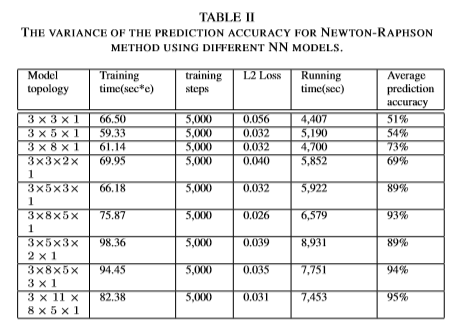 TABLE II
THE VARIANCE OF THE PREDICTION ACCURACY FOR NEWTON-RAPHSON
METHOD USING DIFFERENT NN MODELS.
Model topology | Training time(sec*e) | training steps | L2 Loss | Running time(sec) | Average prediction accuracy
3 × 3 × 1 | 66.50 | 5,000 | 0.056 | 4,407 | 51%
3 × 5 × 1 | 59.33 | 5,000 | 0.032 | 5,190 | 54%
3 × 8 × 1 | 61.14 | 5,000 | 0.032 | 4,700 | 73%
3×3×2× 1 | 69.95 | 5,000 | 0.040 | 5,852 | 69%
3×5×3× 1 | 66.18 | 5,000 | 0.032 | 5,922 | 89%
3×8×5× 1 | 75.87 | 5,000 | 0.026 | 6,579 | 93%
3×5×3× 2 × 1 | 98.36 | 5,000 | 0.039 | 8,931 | 89%
3×8×5× 3 × 1 | 94.45 | 5,000 | 0.035 | 7,751 | 94%
3 × 11 × 8 × 5 × 1 | 82.38 | 5,000 | 0.031 | 7,453 | 95%